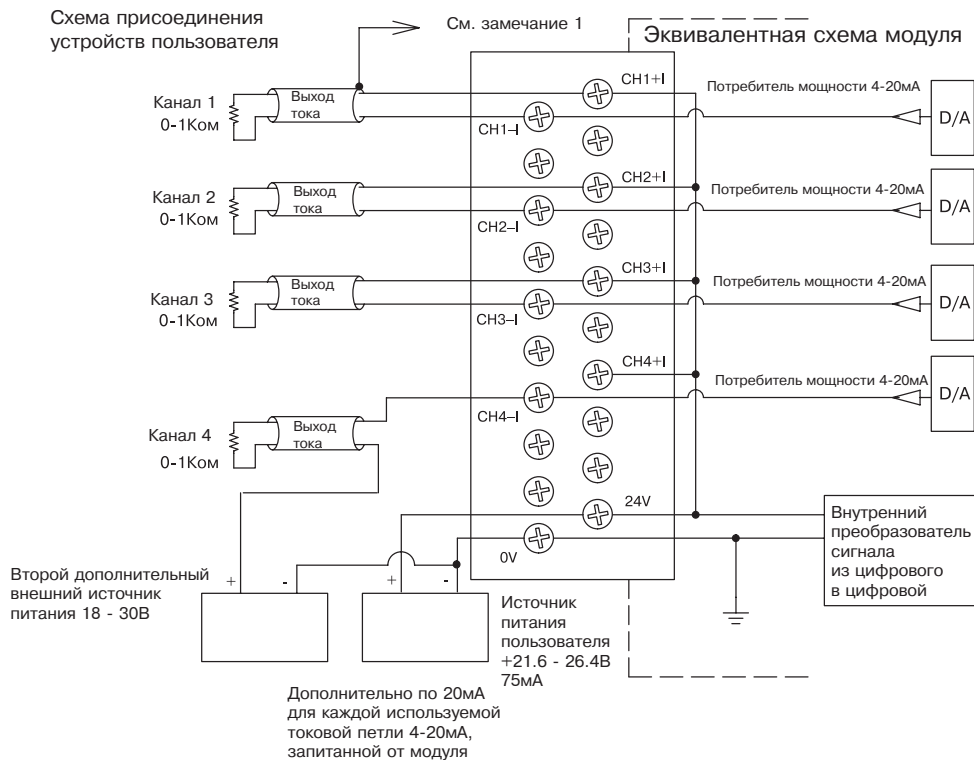 Схема присоединения
устройств пользователя
См. замечание 1
Эквивалентная схема модуля
Канал 1
0-1Ком
Выход
тока
CH1+I
CH1–I
Потребитель мощности 4-20мА
D/A
Канал 2
0-1Ком
Выход
тока
CH2+I
CH2–I
Потребитель мощности 4-20мА
D/A
Канал 3
0-1Ком
Выход
тока
CH3+I
CH3–I
Потребитель мощности 4-20мА
D/A
Канал 4
0-1Ком
Выход
тока
CH4+I
CH4–I
Потребитель мощности 4-20мА
D/A
24V
0V
Внутренний
преобразователь
сигнала
из цифрового
в цифровой
Второй дополнительный
внешний источник
питания 18 - 30В
+ -
+ -
Источник
питания
пользователя
+21.6 - 26.4В
75мА
Дополнительно по 20мА
для каждой используемой
токовой петли 4-20мА,
запитанной от модуля